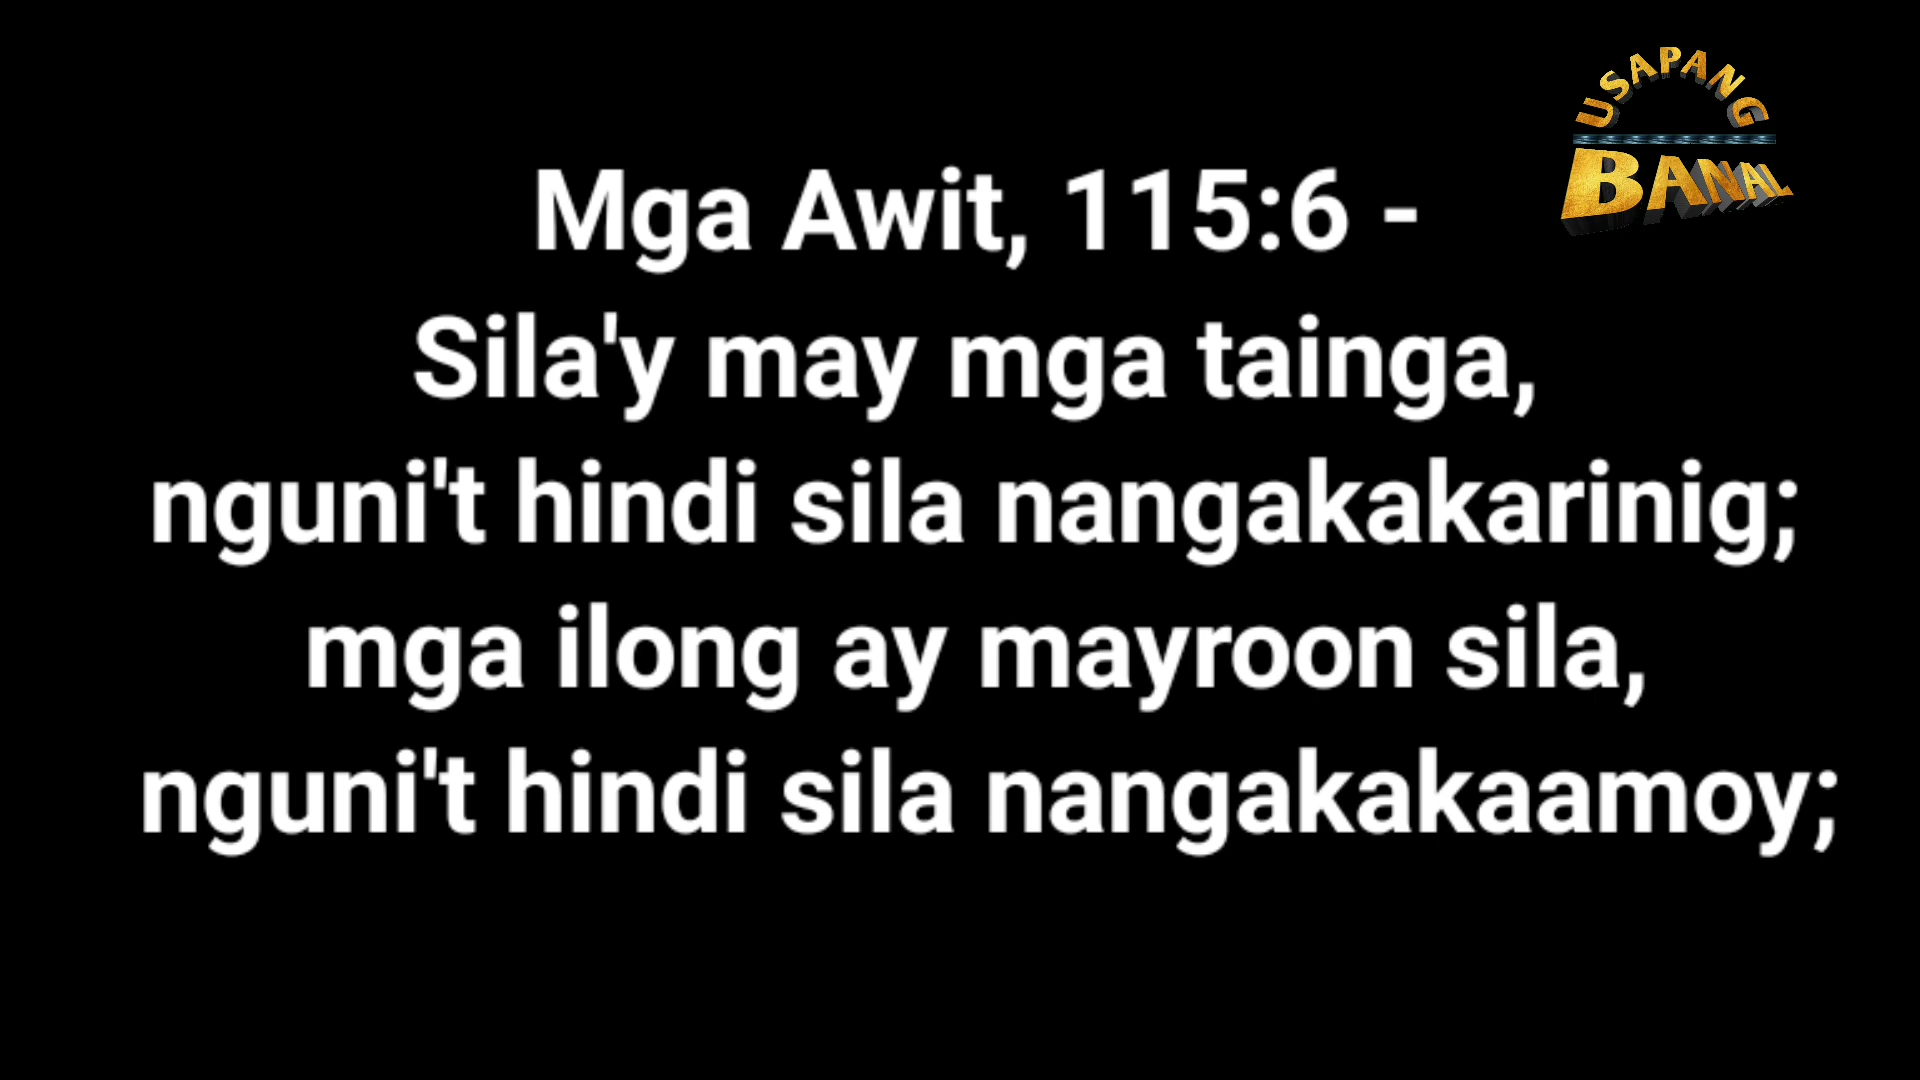 USAPANG
BANAL
Mga Awit, 115:6 -
Sila'y may mga tainga,
nguni't hindi sila nangakakarinig;
mga ilong ay mayroon sila,
nguni't hindi sila nangakakaamoy;